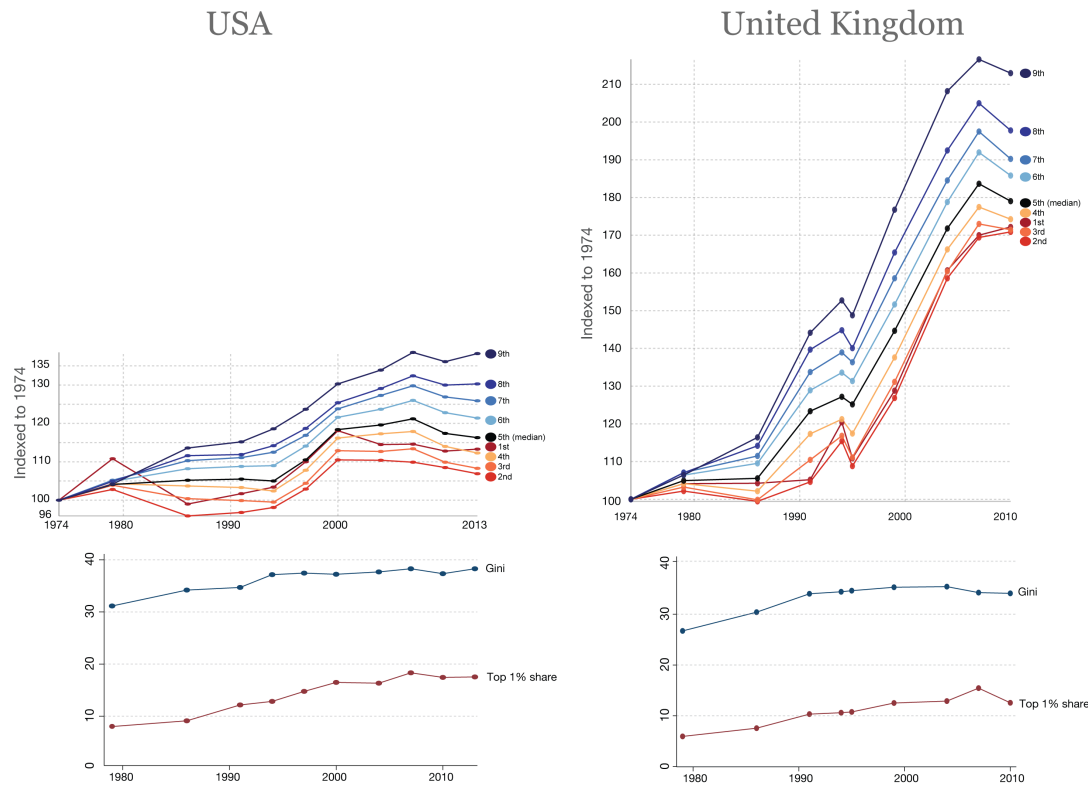 USA
United Kingdom
Indexed to 1974
135
130
120
110
100
96
1974
1980
1990
2000
2013
9th
8th
7th
6th
5th (median)
1st
4th
3rd
2nd
Indexed to 1974
210
200
190
180
170
160
150
140
130
120
110
100
1974
1980
1990
2000
2010
9th
8th
7th
6th
5th (median)
4th
1st
3rd
2nd
40
30
20
10
0
1980
1990
2000
2010
Gini
Top 1% share
40
30
20
10
0
1980
1990
2000
2010
Gini
Top 1% share